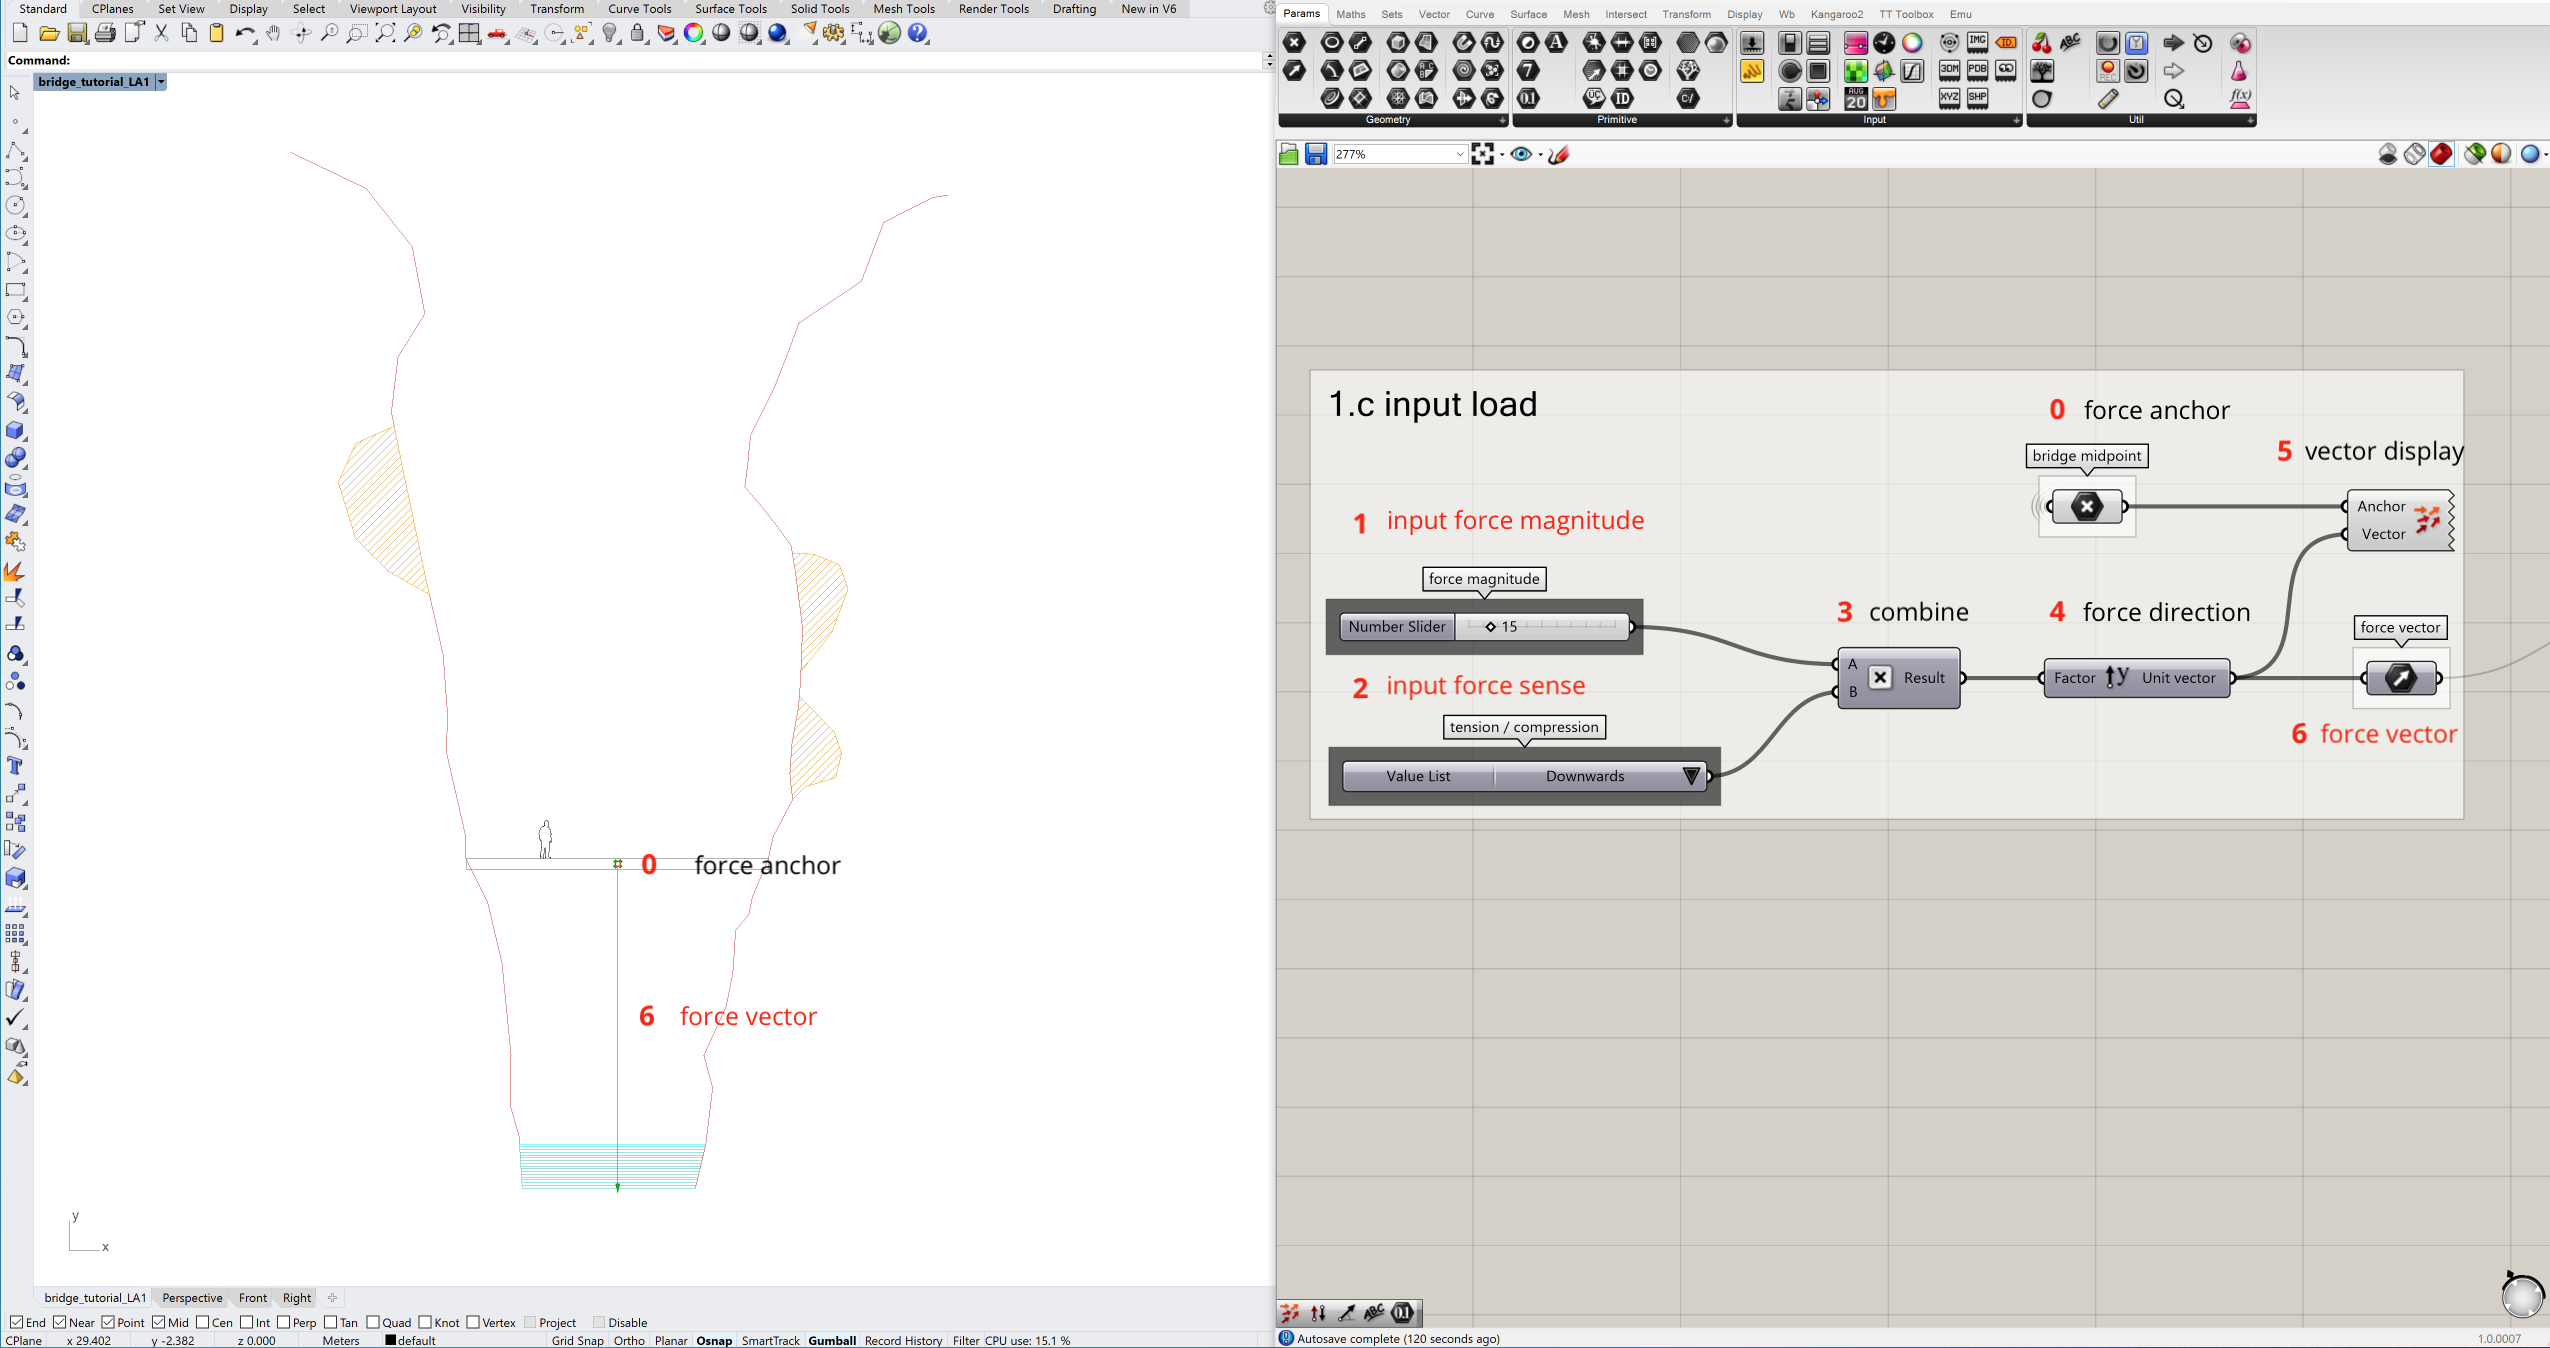 Standard CPlanes Set View Display Select Viewport Layout Visibility Transform Curve Tools Surface Tools Solid Tools Mesh Tools Render Tools Drafting New in V6
Command:
bridge_tutorial_LA1
0 force anchor
6 force vector
y
x
bridge_tutorial_LA1 Perspective Front Right
End Near Point Mid Cen Int Perp Tan Quad Knot Vertex Project Disable
CPlane x 29.402 y -2.382 z 0.000 Meters default Grid Snap Ortho Planar Osnap SmartTrack Gumball Record History Filter CPU use: 15.1 %
Params Maths Sets Vector Curve Surface Mesh Intersect Transform Display Wb Kangaroo2 TT Toolbox Emu
Geometry Primitive Input Util
277%
1.c input load
0 force anchor
bridge midpoint
5 vector display
Anchor
Vector
1 input force magnitude
force magnitude
Number Slider 15
2 input force sense
tension / compression
Value List Downwards
3 combine
A
B
Result
4 force direction
Factor y Unit vector
force vector
6 force vector
Autosave complete (120 seconds ago)
1.0.0007